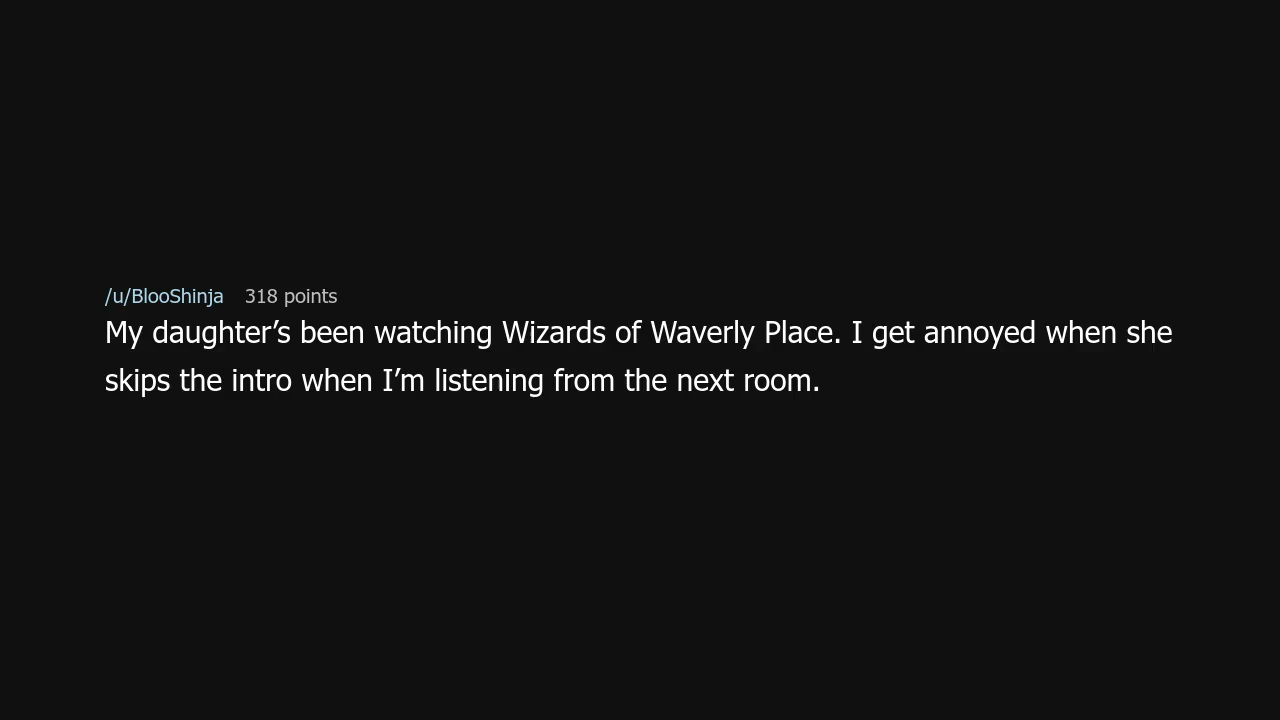 /u/BlooShinja 318 points
My daughter’s been watching Wizards of Waverly Place. I get annoyed when she
skips the intro when I’m listening from the next room.